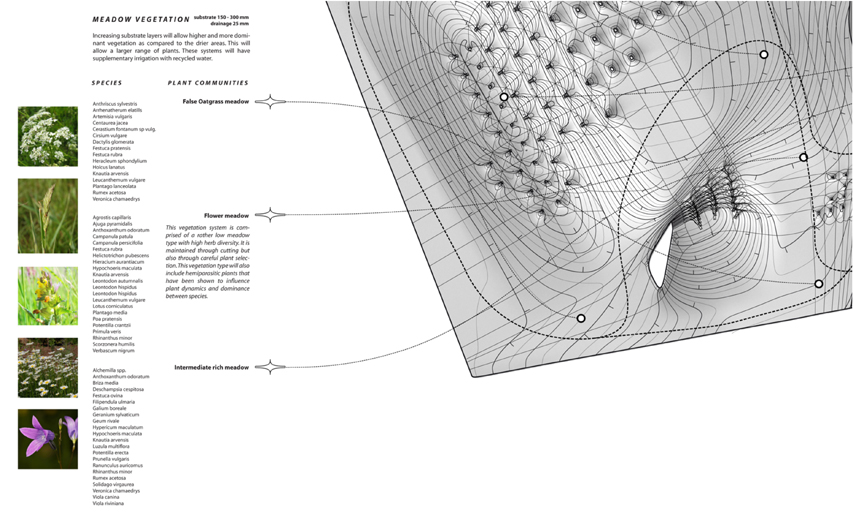 MEADOW VEGETATION substrate 150 - 300 mm
drainage 25 mm
Increasing substrate layers will allow higher and more domi-
nant vegetation as compared to the drier areas. This will
allow a larger range of plants. These systems will have
supplementary irrigation with recycled water.
SPECIES PLANT COMMUNITIES
False Oatgrass meadow
Anthriscus sylvestris
Arrhenatherum elatills
Artemisia vulgaris
Centaurea jacea
Cerastium fontanum sp vulg.
Cirsium vulgare
Dactylis glomerata
Festuca pratensis
Festuca rubra
Heracleum sphondylium
Holcus lanatus
Knautia arvensis
Leucanthernum vulgare
Plantago lanceolata
Rumex acetosa
Veronica chamaedrys
Flower meadow
This vegetation system is com-
prised of a rather low meadow
type with high herb diversity. It is
maintained through cutting but
also through careful plant selec-
tion. This vegetation type will also
include hemiparasitic plants that
have been shown to influence
plant dynamics and dominance
between species.
Agrostis capillaris
Ajuga pyramidalis
Anthoxanthum odoratum
Campanula patula
Campanula persicifolia
Festuca rubra
Helictotrichon pubescens
Hieracium aurantiacum
Hypochoeris maculata
Knautia arvensis
Leontodon autumnalis
Leontodon hispidus
Leontodon hispidus
Leucanthernum vulgare
Lotus corniculatus
Plantago media
Poa pratensis
Potentilla crantzii
Primula veris
Rhinanthus minor
Scorzonera humilis
Verbascum nigrum
Intermediate rich meadow
Alchemilla spp.
Anthoxanthum odoratum
Briza media
Deschampsia cespitosa
Festuca ovina
Filipendula ulmaria
Galium boreale
Geranium sylvaticum
Geum rivale
Hypericum maculatum
Hypochoeris maculata
Knautia arvensis
Luzula multiflora
Potentilla erecta
Prunella vulgaris
Ranunculus auricomus
Rhinanthus minor
Rumex acetosa
Solidago virgaurea
Veronica chamaedrys
Viola canina
Viola riviniana